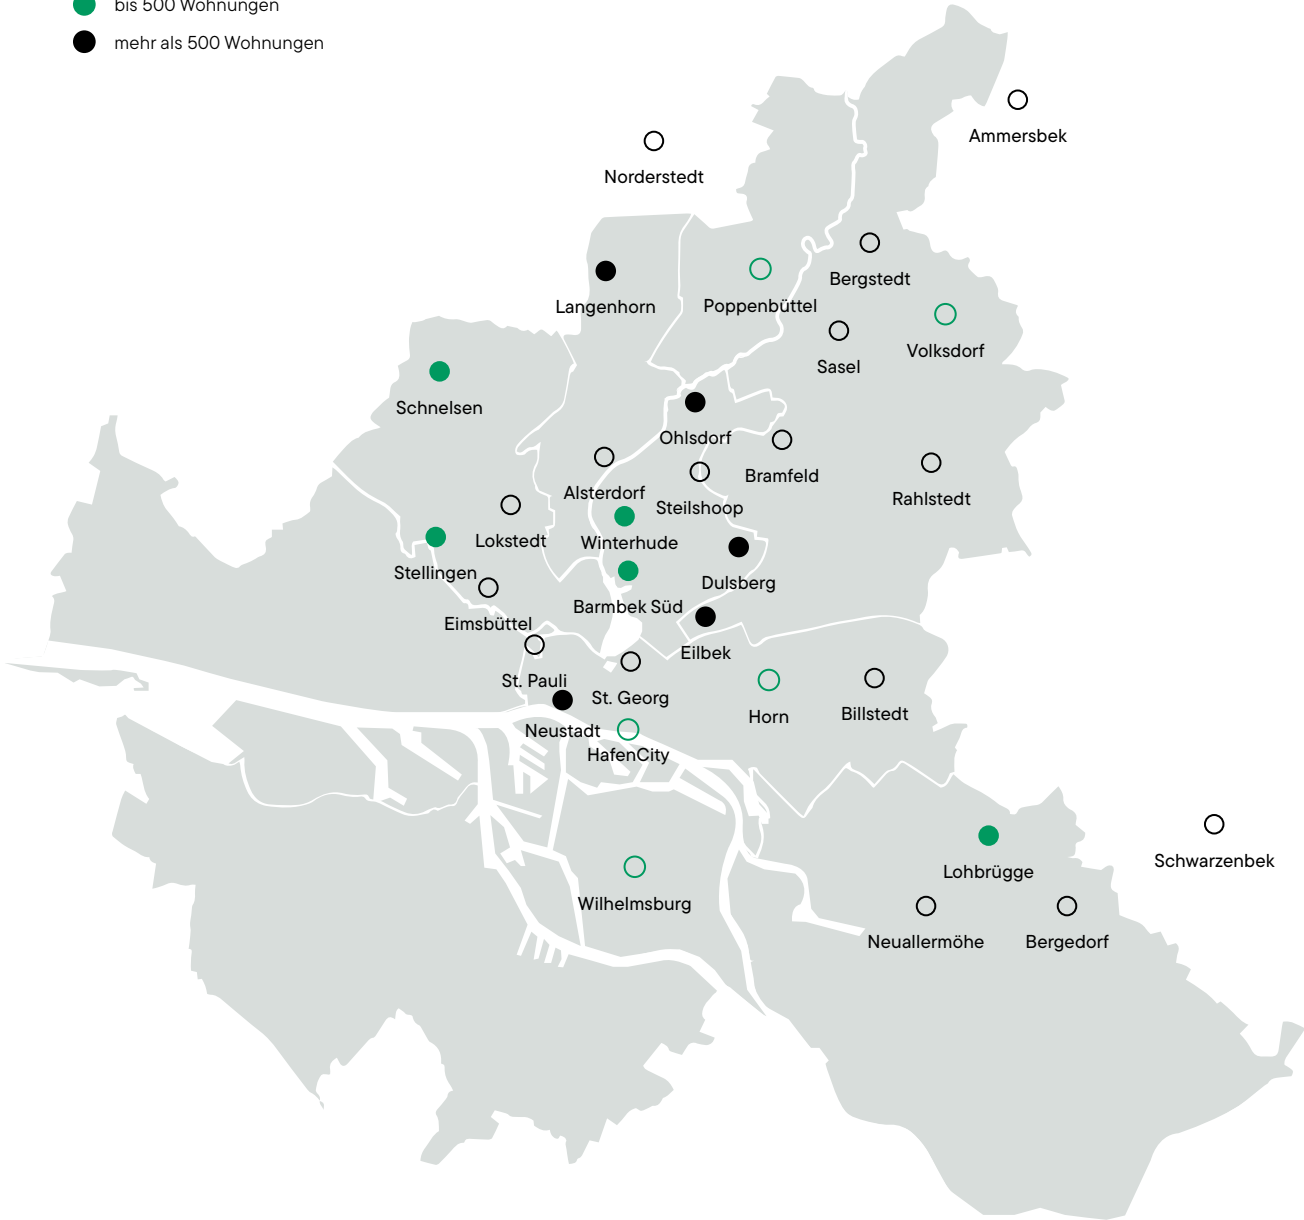 bis 500 Wohnungen
mehr als 500 Wohnungen
Ammersbek
Norderstedt
Bergstedt
Langenhorn
Poppenbüttel
Volksdorf
Sasel
Schnelsen
Ohlsdorf
Bramfeld
Alsterdorf
Rahlstedt
Steilshoop
Lokstedt
Winterhude
Stellingen
Dulsberg
Barmbek Süd
Eimsbüttel
Eilbek
St. Pauli
St. Georg
Billstedt
Horn
Neustadt
HafenCity
Schwarzenbek
Lohbrügge
Wilhelmsburg
Neuallermöhe
Bergedorf